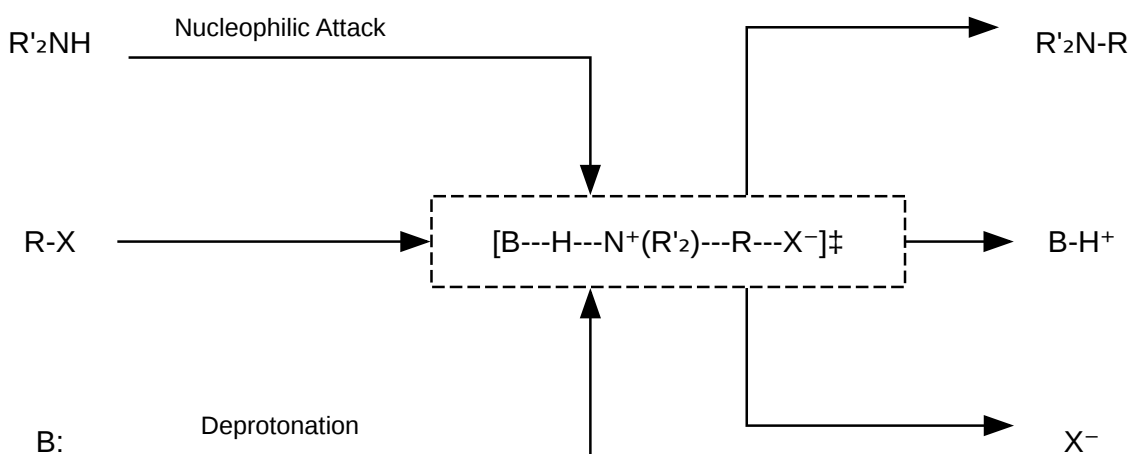 Nucleophilic Attack
R'₂NH
R'₂N-R
R-X
[B---H---N⁺(R'₂)---R---X⁻]‡
B-H⁺
Deprotonation
B:
X⁻